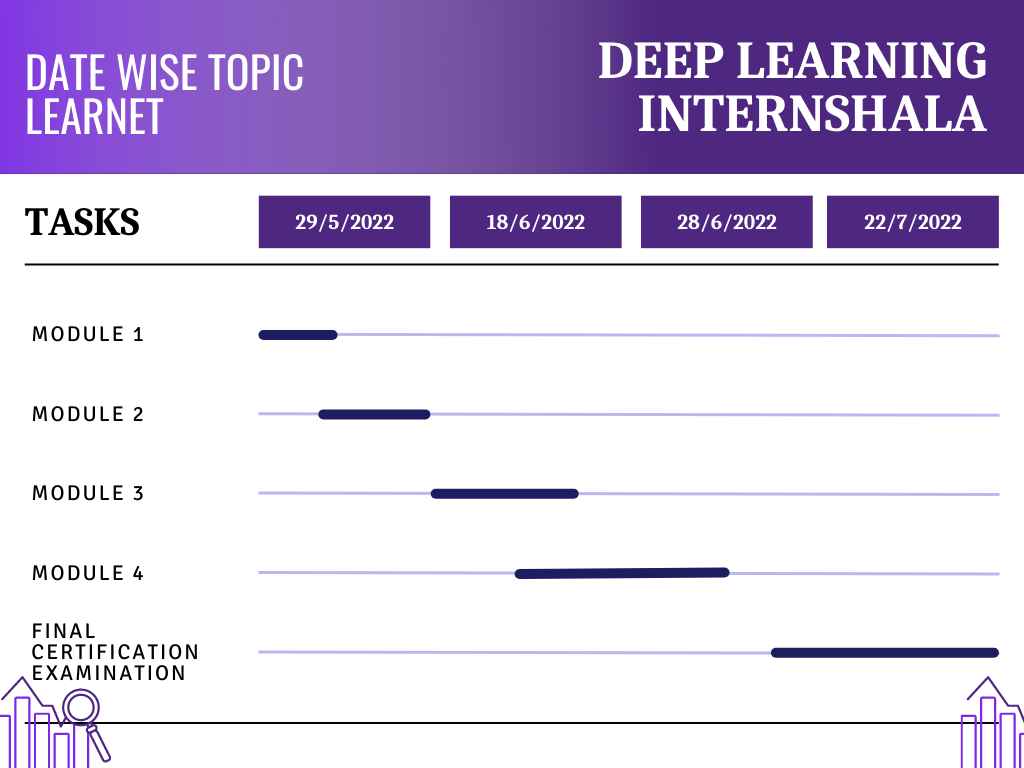 DATE WISE TOPIC
LEARNET
DEEP LEARNING
INTERNSHALA
TASKS
29/5/2022
18/6/2022
28/6/2022
22/7/2022
MODULE 1
MODULE 2
MODULE 3
MODULE 4
FINAL
CERTIFICATION
EXAMINATION